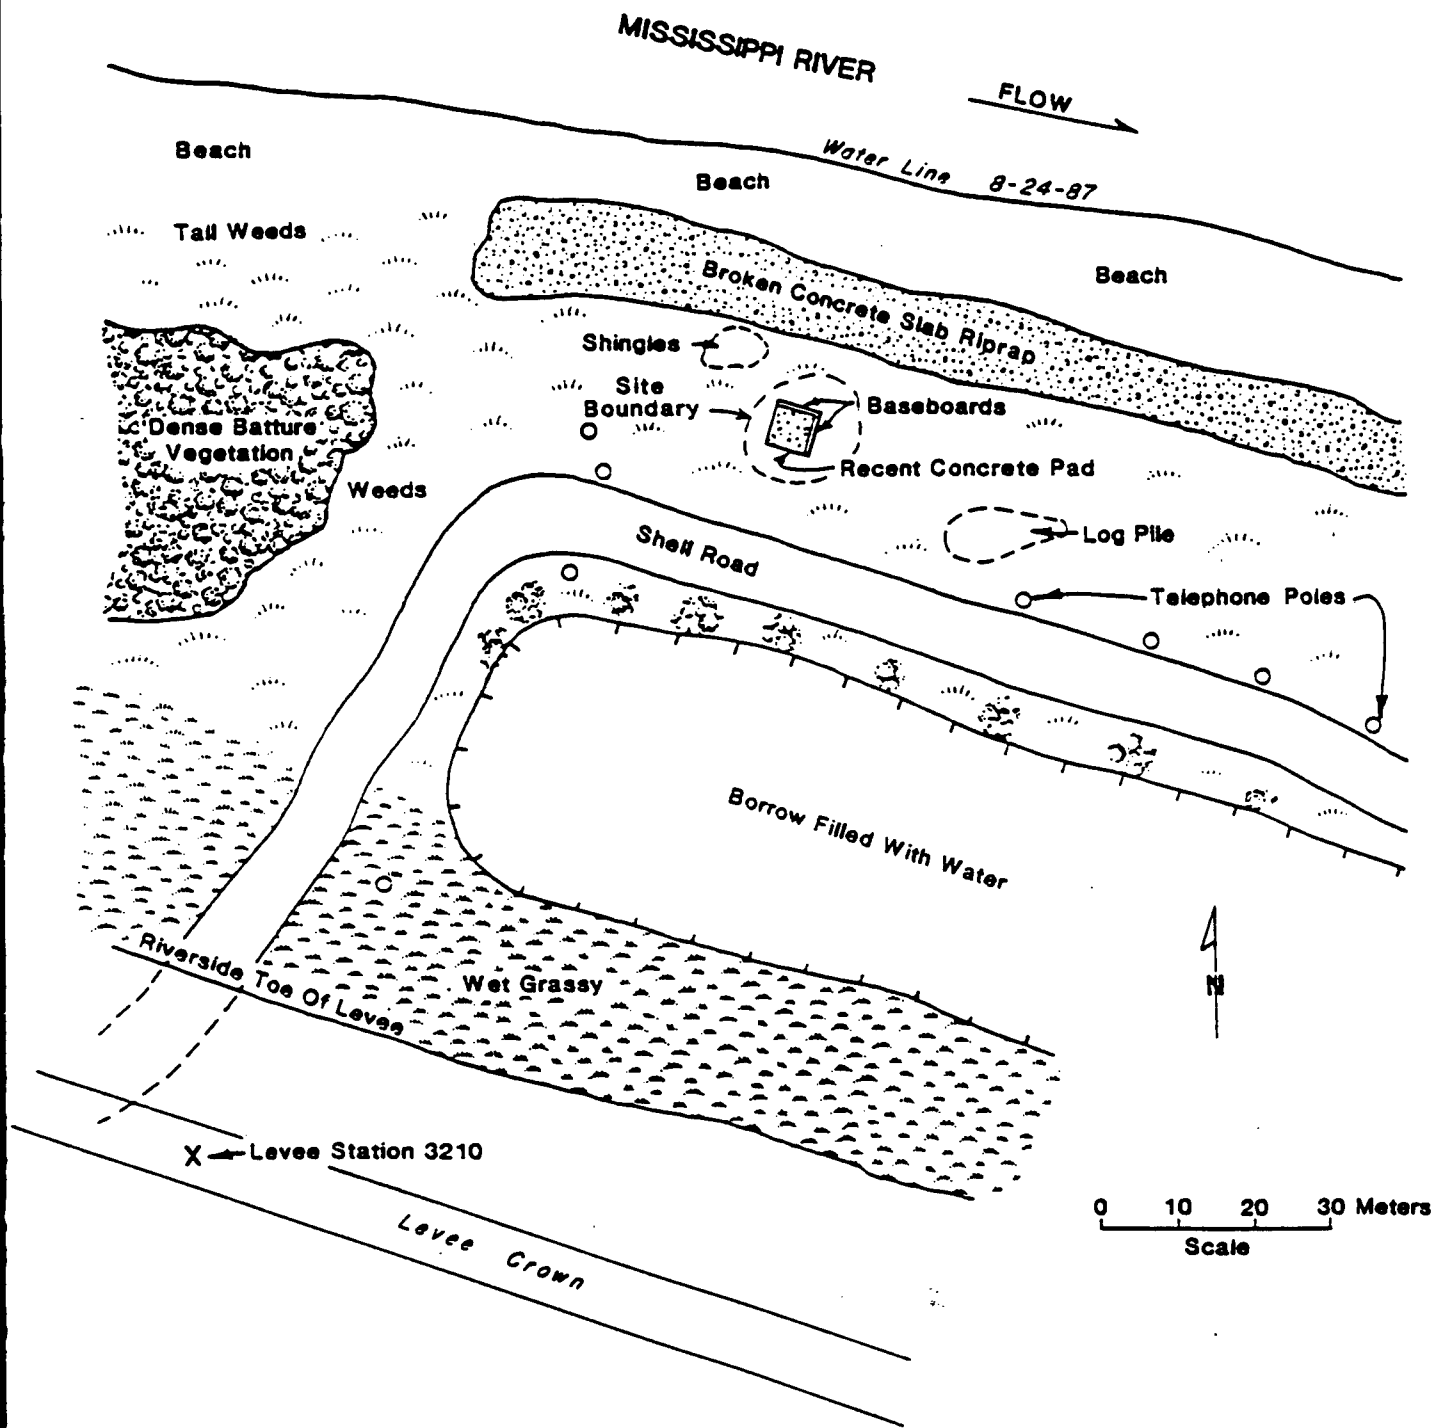 MISSISSIPPI RIVER
FLOW
Water Line 8-24-87
Beach
Beach
Beach
Tall Weeds
Broken Concrete Slab Riprap
Shingles
Site
Boundary
Baseboards
Dense Batture
Vegetation
Recent Concrete Pad
Weeds
Shell Road
Log Pile
Telephone Poles
Borrow Filled With Water
Riverside Toe Of Levee
Wet Grassy
N
X
Levee Station 3210
0 10 20 30 Meters
Scale
Levee Crown